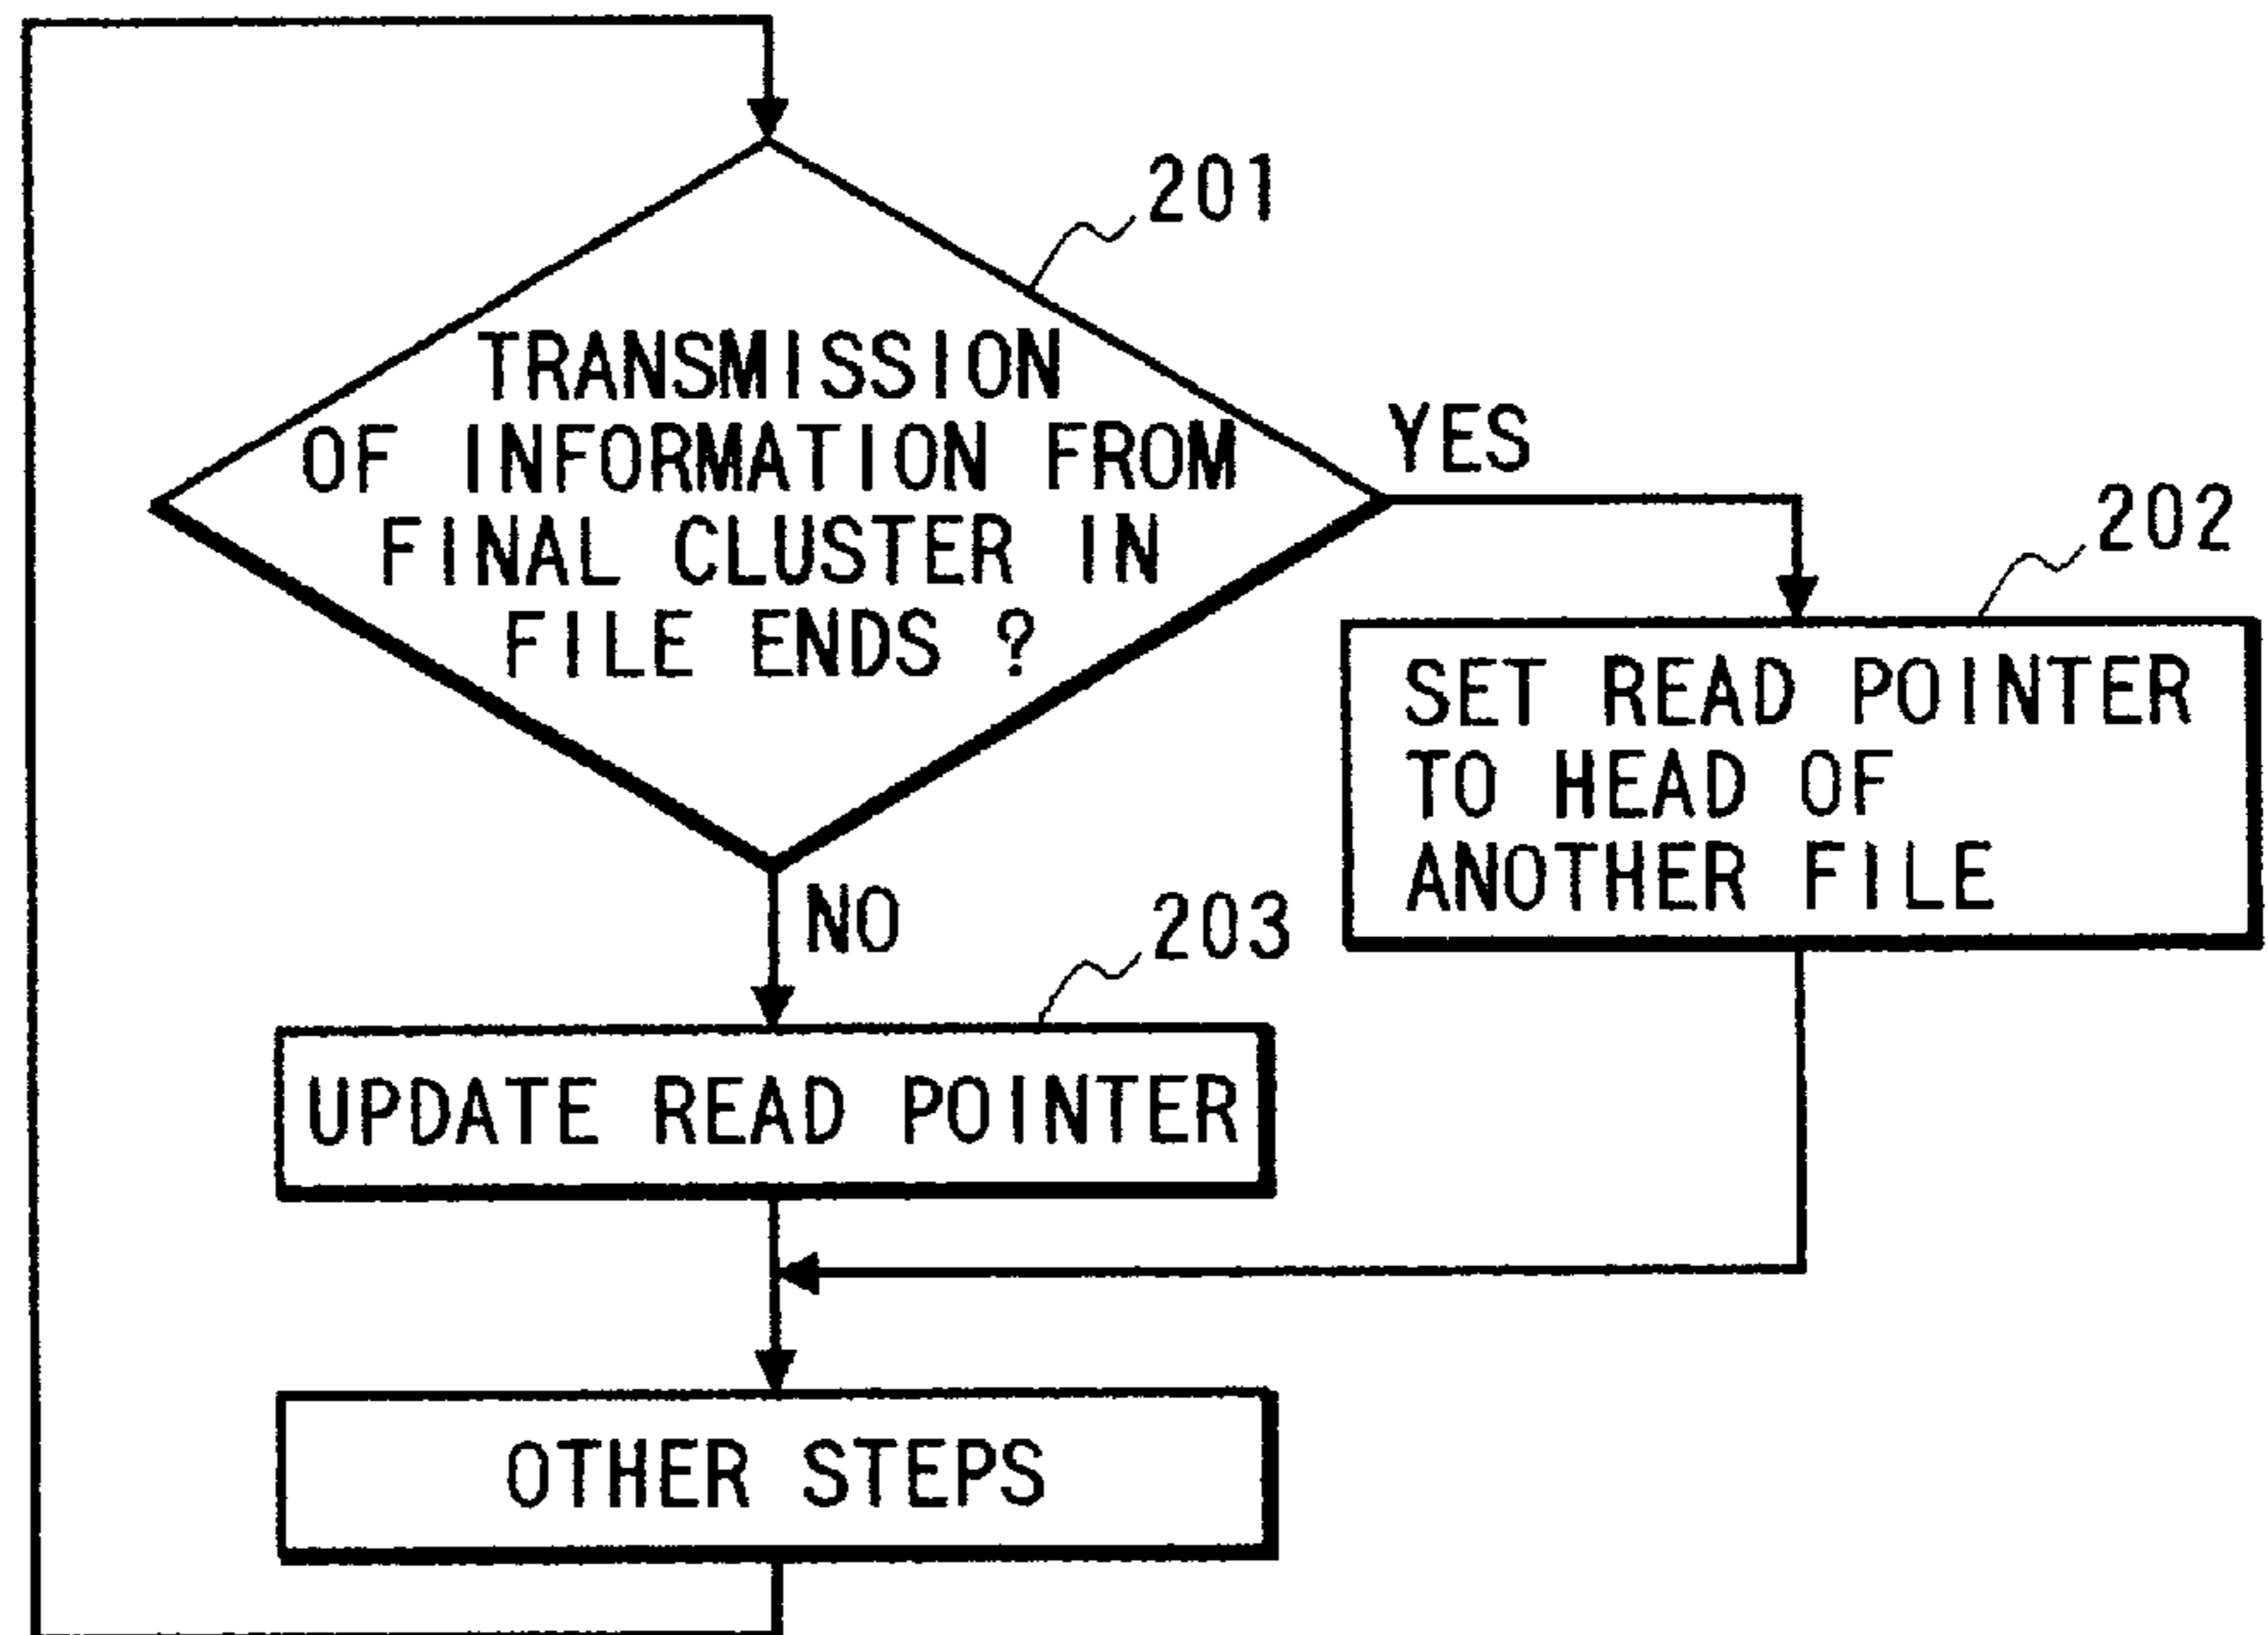 201
TRANSMISSION
OF INFORMATION FROM
FINAL CLUSTER IN
FILE ENDS ?
YES
202
SET READ POINTER
TO HEAD OF
ANOTHER FILE
NO
203
UPDATE READ POINTER
OTHER STEPS